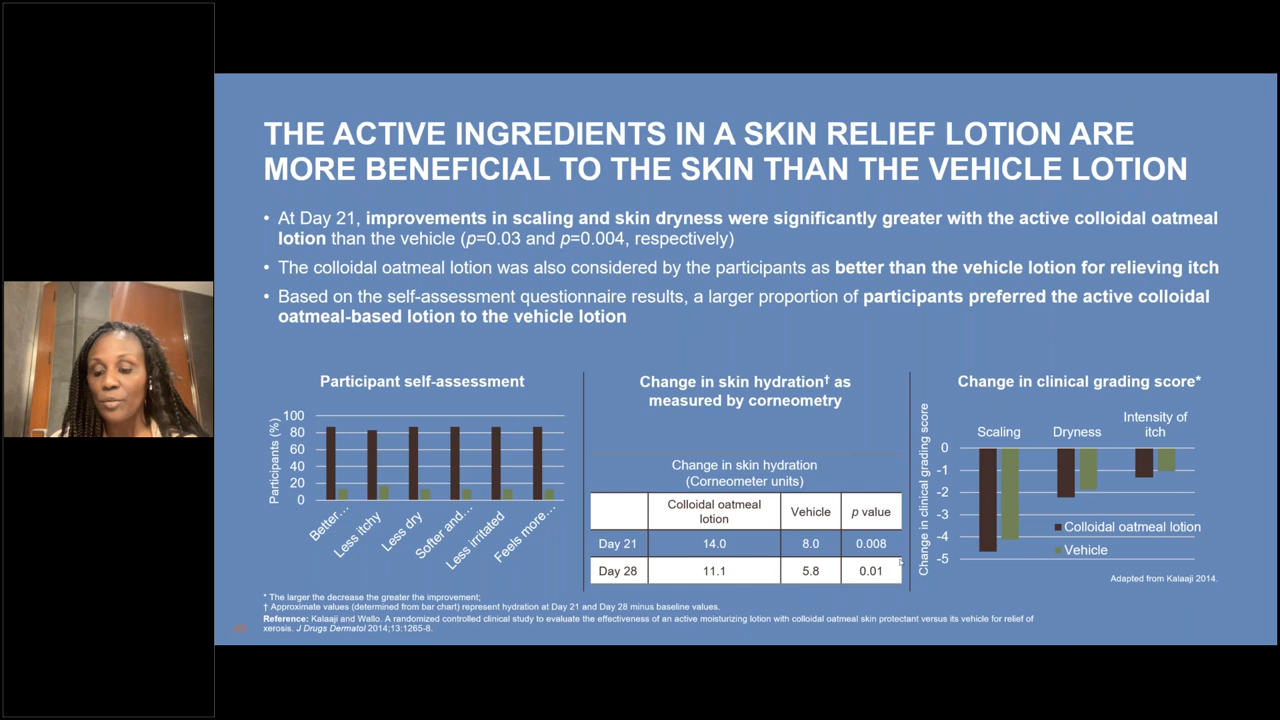 THE ACTIVE INGREDIENTS IN A SKIN RELIEF LOTION ARE
MORE BENEFICIAL TO THE SKIN THAN THE VEHICLE LOTION
• At Day 21, improvements in scaling and skin dryness were significantly greater with the active colloidal oatmeal
lotion than the vehicle (p=0.03 and p=0.004, respectively)
• The colloidal oatmeal lotion was also considered by the participants as better than the vehicle lotion for relieving itch
• Based on the self-assessment questionnaire results, a larger proportion of participants preferred the active colloidal
oatmeal-based lotion to the vehicle lotion
Participant self-assessment
Participants (%)
100
80
60
40
20
0
Better…
Less itchy
Less dry
Softer and…
Less irritated
Feels more…
Change in skin hydration† as
measured by corneometry
Change in skin hydration
(Corneometer units)
Colloidal oatmeal
lotion
Vehicle
p value
Day 21 14.0 8.0 0.008
Day 28 11.1 5.8 0.01
Change in clinical grading score*
Change in clinical grading score
Scaling
Dryness
Intensity of
itch
0
-1
-2
-3
-4
-5
Colloidal oatmeal lotion
Vehicle
Adapted from Kalaaji 2014.
* The larger the decrease the greater the improvement;
† Approximate values (determined from bar chart) represent hydration at Day 21 and Day 28 minus baseline values.
Reference: Kalaaji and Wallo. A randomized controlled clinical study to evaluate the effectiveness of an active moisturizing lotion with colloidal oatmeal skin protectant versus its vehicle for relief of
xerosis. J Drugs Dermatol 2014;13:1265-8.